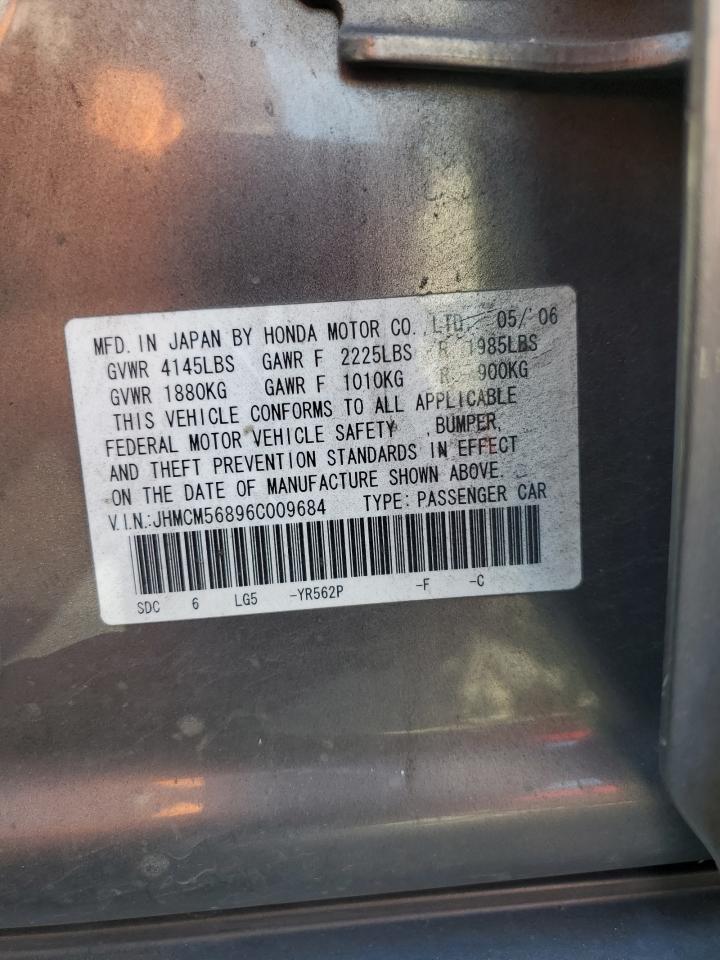 MFD. IN JAPAN BY HONDA MOTOR CO.,LTD. 05/'06
GVWR 4145LBS GAWR F 2225LBS R 1985LBS
GVWR 1880KG GAWR F 1010KG R 900KG
THIS VEHICLE CONFORMS TO ALL APPLICABLE
FEDERAL MOTOR VEHICLE SAFETY ,BUMPER,
AND THEFT PREVENTION STANDARDS IN EFFECT
ON THE DATE OF MANUFACTURE SHOWN ABOVE.
V.I.N.:JHMCM56896C009684 TYPE: PASSENGER CAR
SDC 6 LG5 -YR562P -F -C